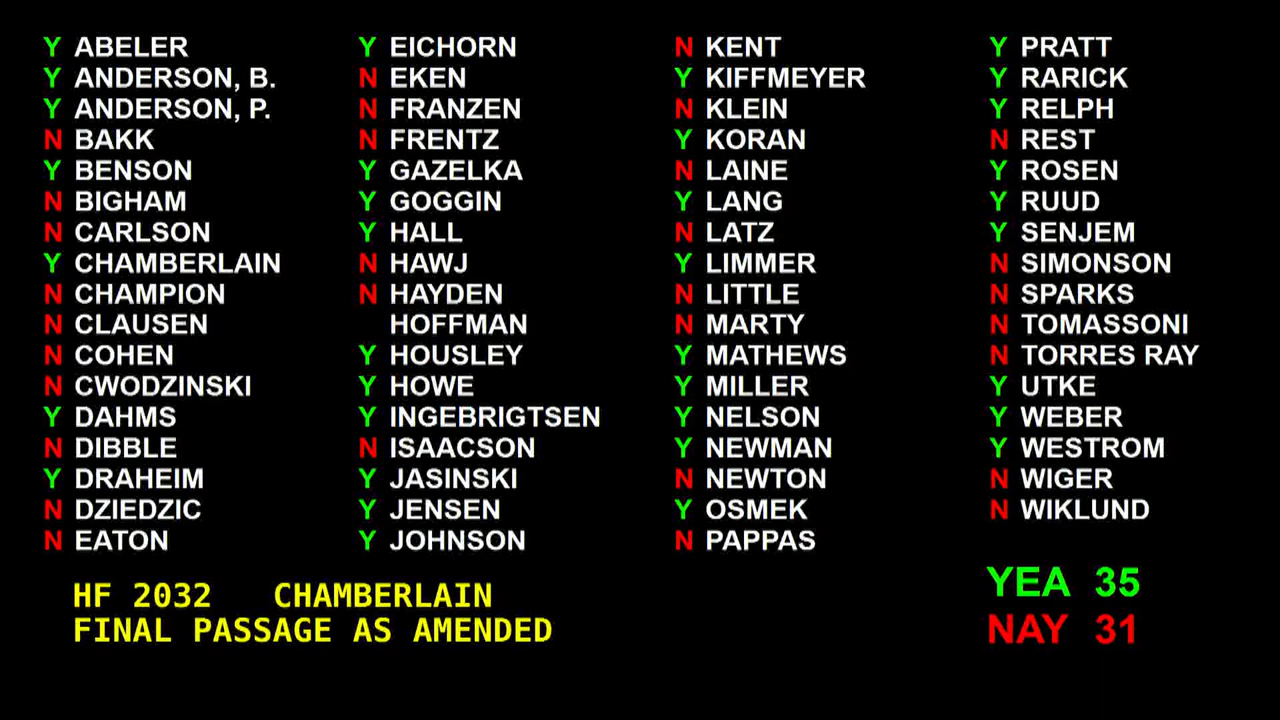 Y ABELER
Y ANDERSON, B.
Y ANDERSON, P.
N BAKK
Y BENSON
N BIGHAM
N CARLSON
Y CHAMBERLAIN
N CHAMPION
N CLAUSEN
N COHEN
N CWODZINSKI
Y DAHMS
N DIBBLE
Y DRAHEIM
N DZIEDZIC
N EATON
Y EICHORN
N EKEN
N FRANZEN
N FRENTZ
Y GAZELKA
Y GOGGIN
Y HALL
N HAWJ
N HAYDEN
HOFFMAN
Y HOUSLEY
Y HOWE
Y INGEBRIGTSEN
N ISAACSON
Y JASINSKI
Y JENSEN
Y JOHNSON
N KENT
Y KIFFMEYER
N KLEIN
Y KORAN
N LAINE
Y LANG
N LATZ
Y LIMMER
N LITTLE
N MARTY
Y MATHEWS
Y MILLER
Y NELSON
Y NEWMAN
N NEWTON
Y OSMEK
N PAPPAS
Y PRATT
Y RARICK
Y RELPH
N REST
Y ROSEN
Y RUUD
Y SENJEM
N SIMONSON
N SPARKS
N TOMASSONI
N TORRES RAY
Y UTKE
Y WEBER
Y WESTROM
N WIGER
N WIKLUND
HF 2032 CHAMBERLAIN
FINAL PASSAGE AS AMENDED
YEA 35
NAY 31